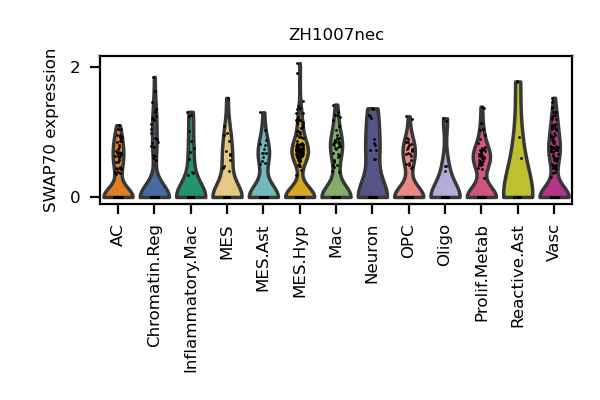 ZH1007nec
SWAP70 expression
2
0
AC
Chromatin.Reg
Inflammatory.Mac
MES
MES.Ast
MES.Hyp
Mac
Neuron
OPC
Oligo
Prolif.Metab
Reactive.Ast
Vasc